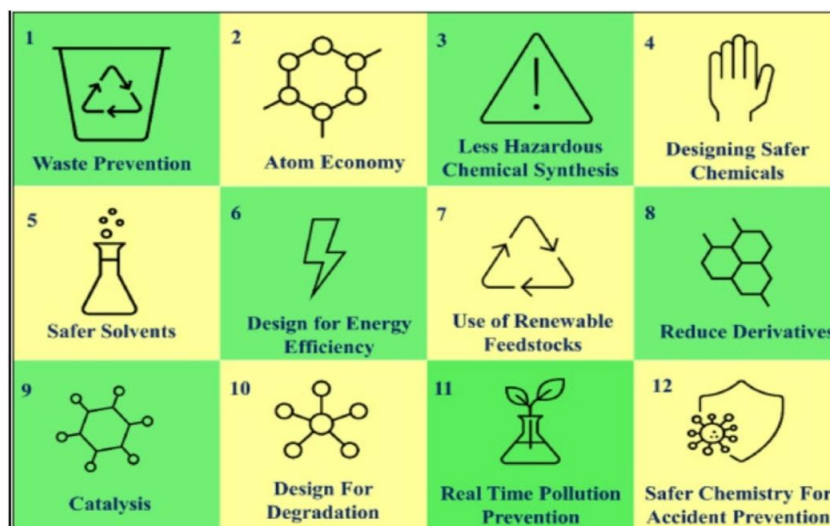 1
Waste Prevention
2
Atom Economy
3
Less Hazardous
Chemical Synthesis
4
Designing Safer
Chemicals
5
Safer Solvents
6
Design for Energy
Efficiency
7
Use of Renewable
Feedstocks
8
Reduce Derivatives
9
Catalysis
10
Design For
Degradation
11
Real Time Pollution
Prevention
12
Safer Chemistry For
Accident Prevention